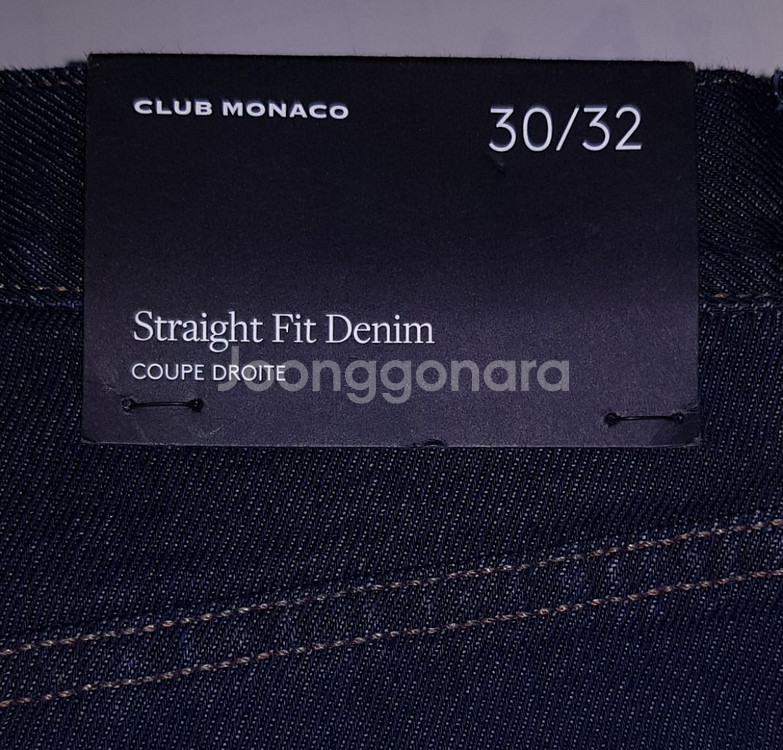 CLUB MONACO
30/32
Straight Fit Denim
COUPE DROITE
Joonggonara